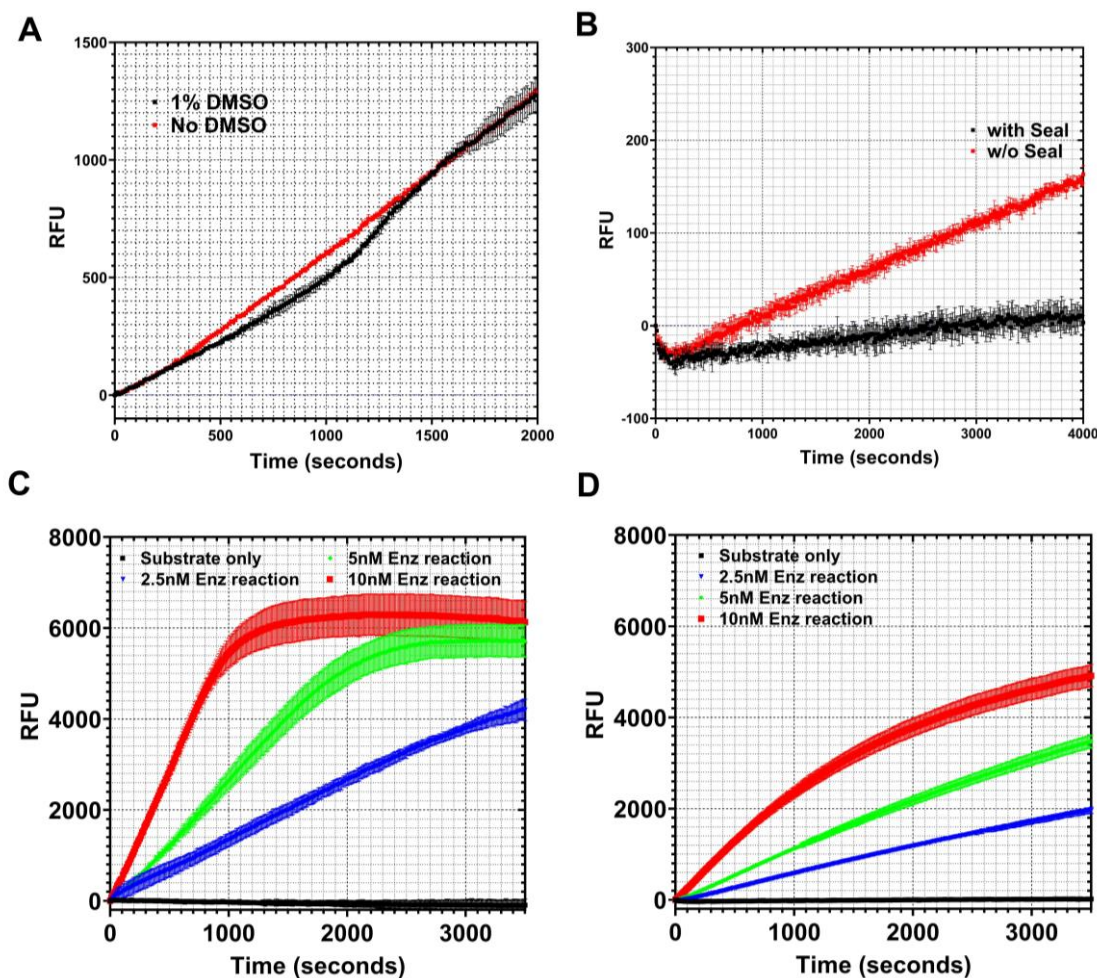 A
1500
1000
500
0
RFU
1% DMSO
No DMSO
0 500 1000 1500 2000
Time (seconds)
B
300
200
100
0
-100
RFU
with Seal
w/o Seal
0 1000 2000 3000 4000
Time (seconds)
C
8000
6000
4000
2000
0
RFU
Substrate only
2.5nM Enz reaction
5nM Enz reaction
10nM Enz reaction
0 1000 2000 3000
Time (seconds)
D
8000
6000
4000
2000
0
RFU
Substrate only
2.5nM Enz reaction
5nM Enz reaction
10nM Enz reaction
0 1000 2000 3000
Time (seconds)